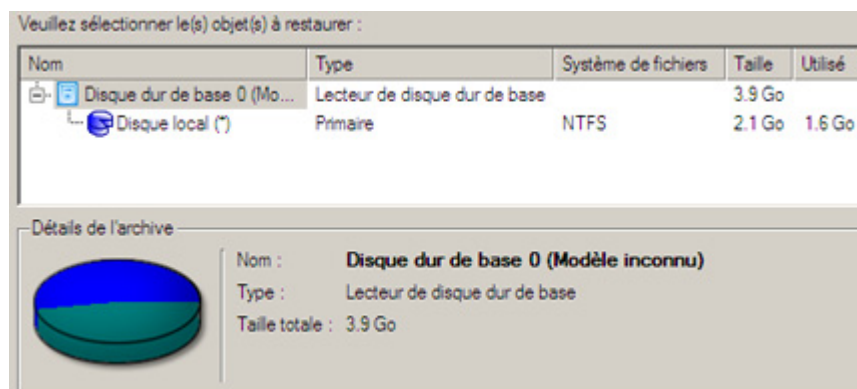 Veuillez sélectionner le(s) objet(s) à restaurer :
Nom Type Système de fichiers Taille Utilisé
Disque dur de base 0 (Mo... Lecteur de disque dur de base 3.9 Go
Disque local (*) Primaire NTFS 2.1 Go 1.6 Go
Détails de l'archive
Nom : Disque dur de base 0 (Modèle inconnu)
Type : Lecteur de disque dur de base
Taille totale : 3.9 Go